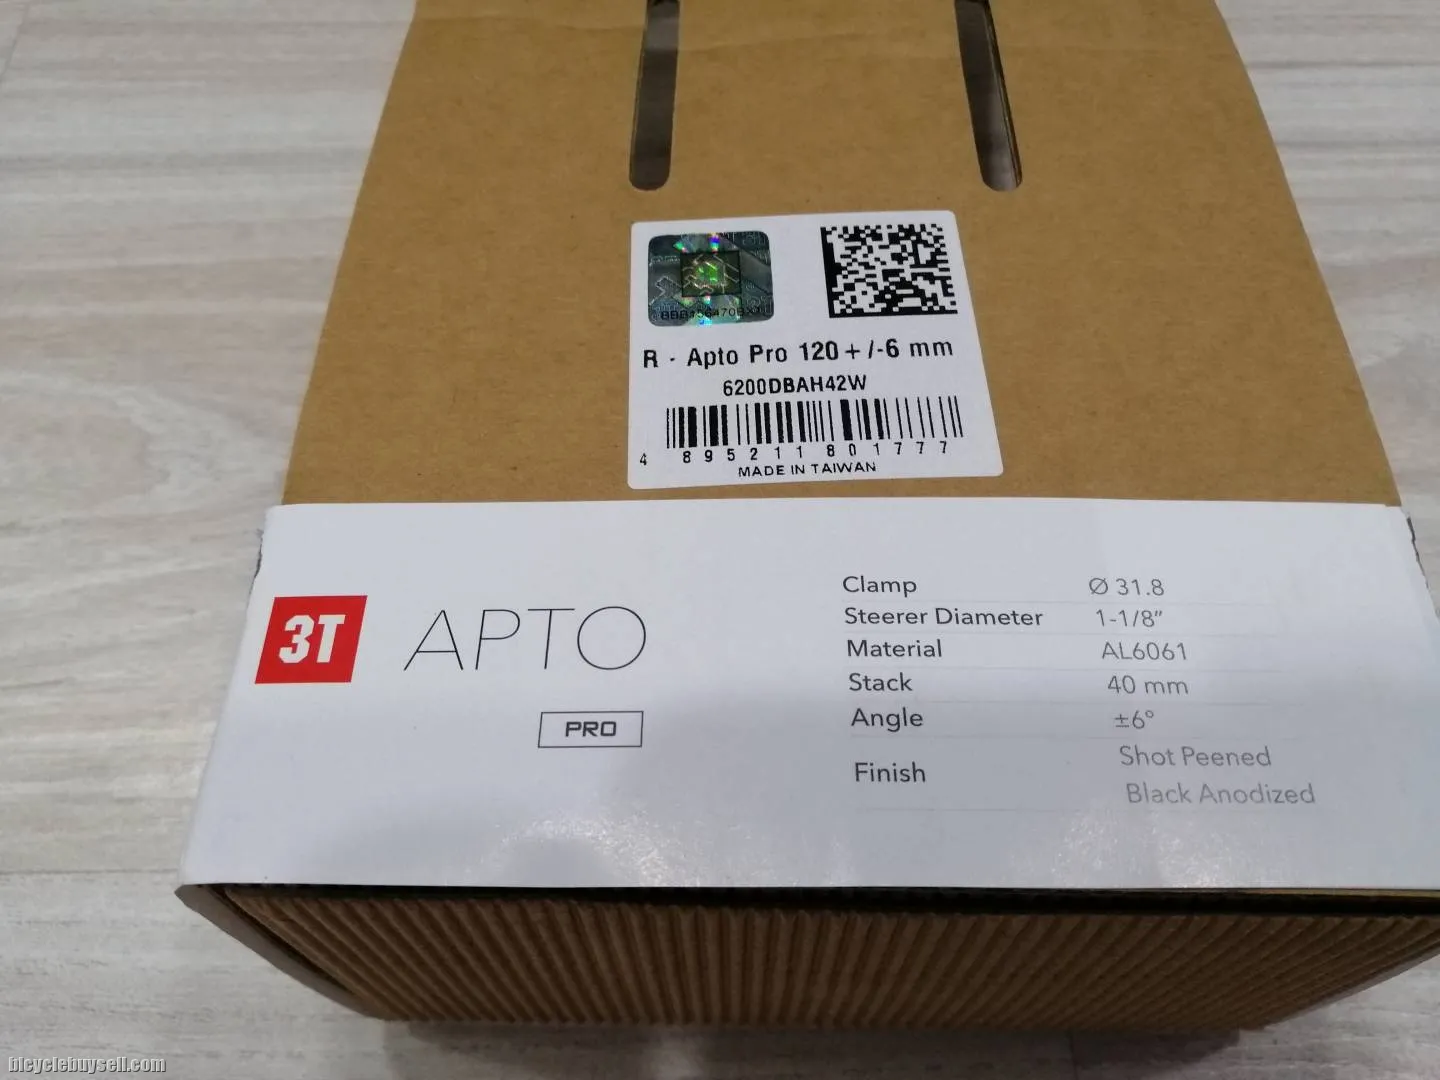 R - Apto Pro 120 + /-6 mm
6200DBAH42W
4 895211 801777
MADE IN TAIWAN
3T APTO
PRO
Clamp Ø 31.8
Steerer Diameter 1-1/8”
Material AL6061
Stack 40 mm
Angle ±6°
Finish Shot Peened
Black Anodized
bicyclebuysell.com